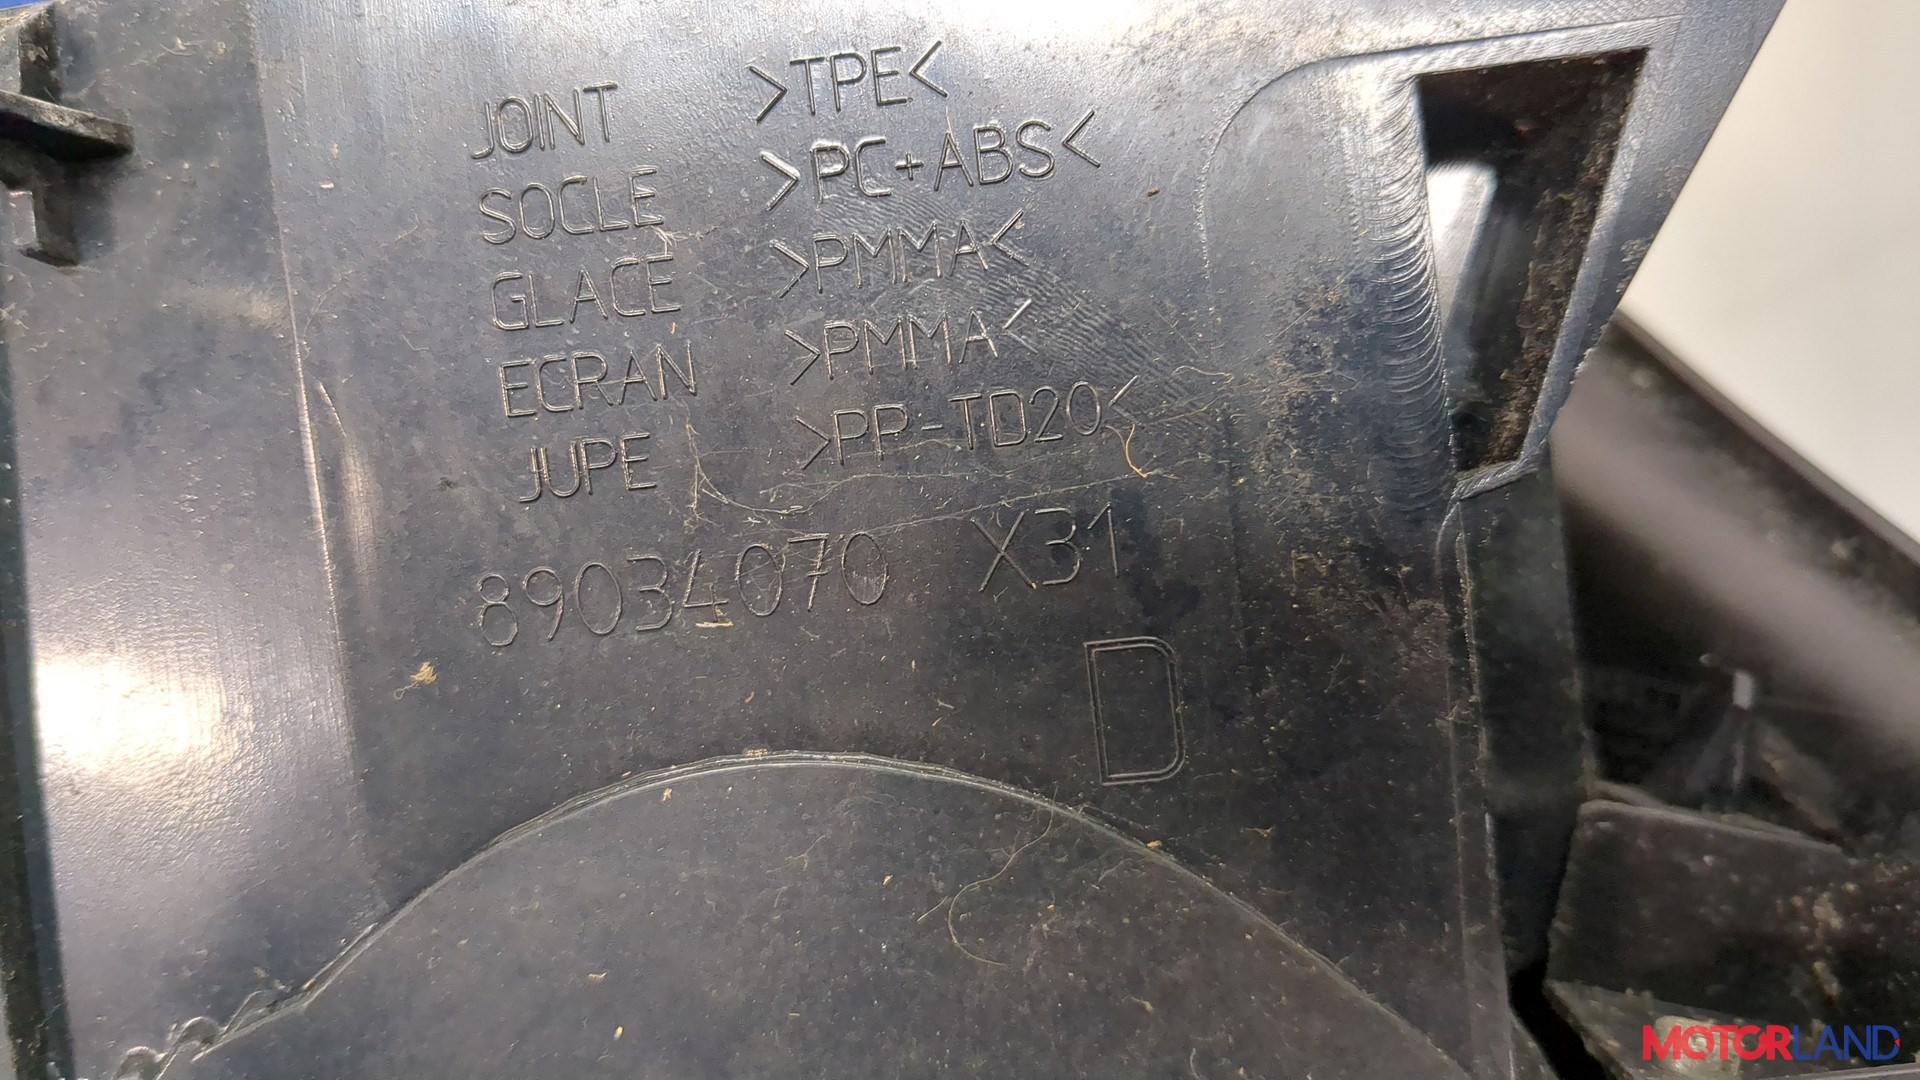 JOINT >TPE<
SOCLE >PC+ABS<
GLACE >PMMA<
ECRAN >PMMA<
JUPE >PP-TD20<
89034070 X31
D
MOTORLAND